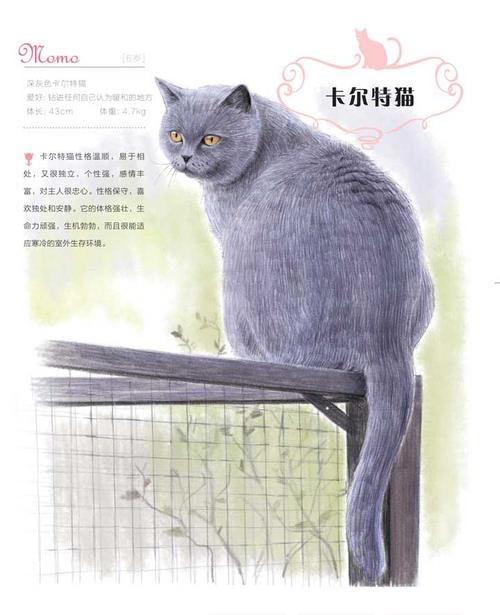 Momo [6岁]
深灰色卡尔特猫
爱好: 钻进任何自己认为暖和的地方
体长: 43cm 体重: 4.7kg
卡尔特猫
卡尔特猫性格温顺，易于相
处，又很独立，个性强，感情丰
富，对主人很忠心。性格保守，喜
欢独处和安静。它的体格强壮，生
命力顽强，生机勃勃，而且很能适
应寒冷的室外生存环境。